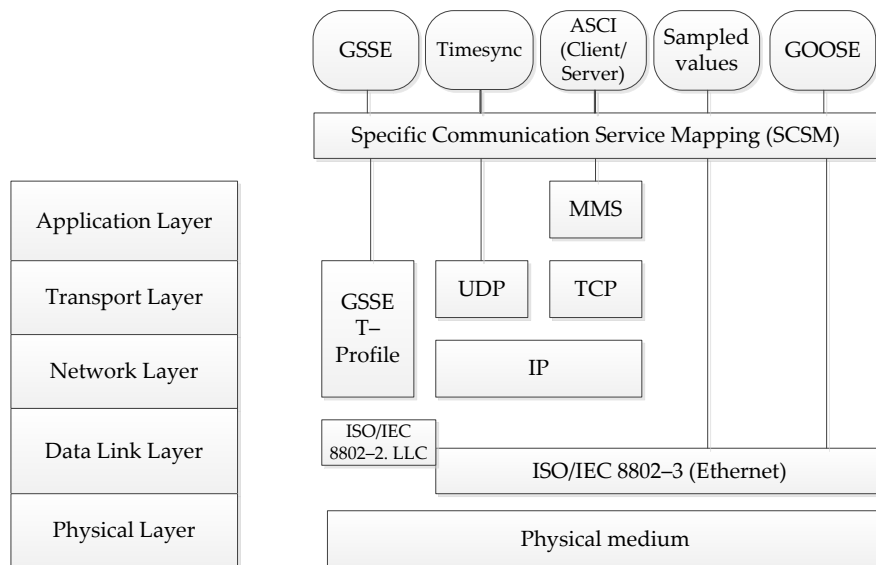 GSSE
Timesync
ASCI
(Client/
Server)
Sampled
values
GOOSE
Specific Communication Service Mapping (SCSM)
Application Layer
MMS
Transport Layer
GSSE
T–
Profile
UDP
TCP
Network Layer
IP
Data Link Layer
ISO/IEC
8802–2. LLC
ISO/IEC 8802–3 (Ethernet)
Physical Layer
Physical medium